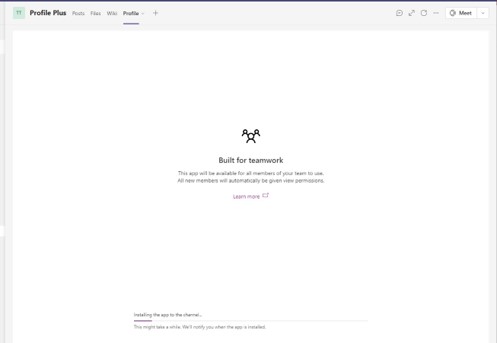 Profile Plus Posts Files Wiki Profile Meet
Built for teamwork
This app will be available for all members of your team to use.
All new members will automatically be given view permissions.
Learn more
Installing the app to the channel...
This might take a while. We'll notify you when the app is installed.